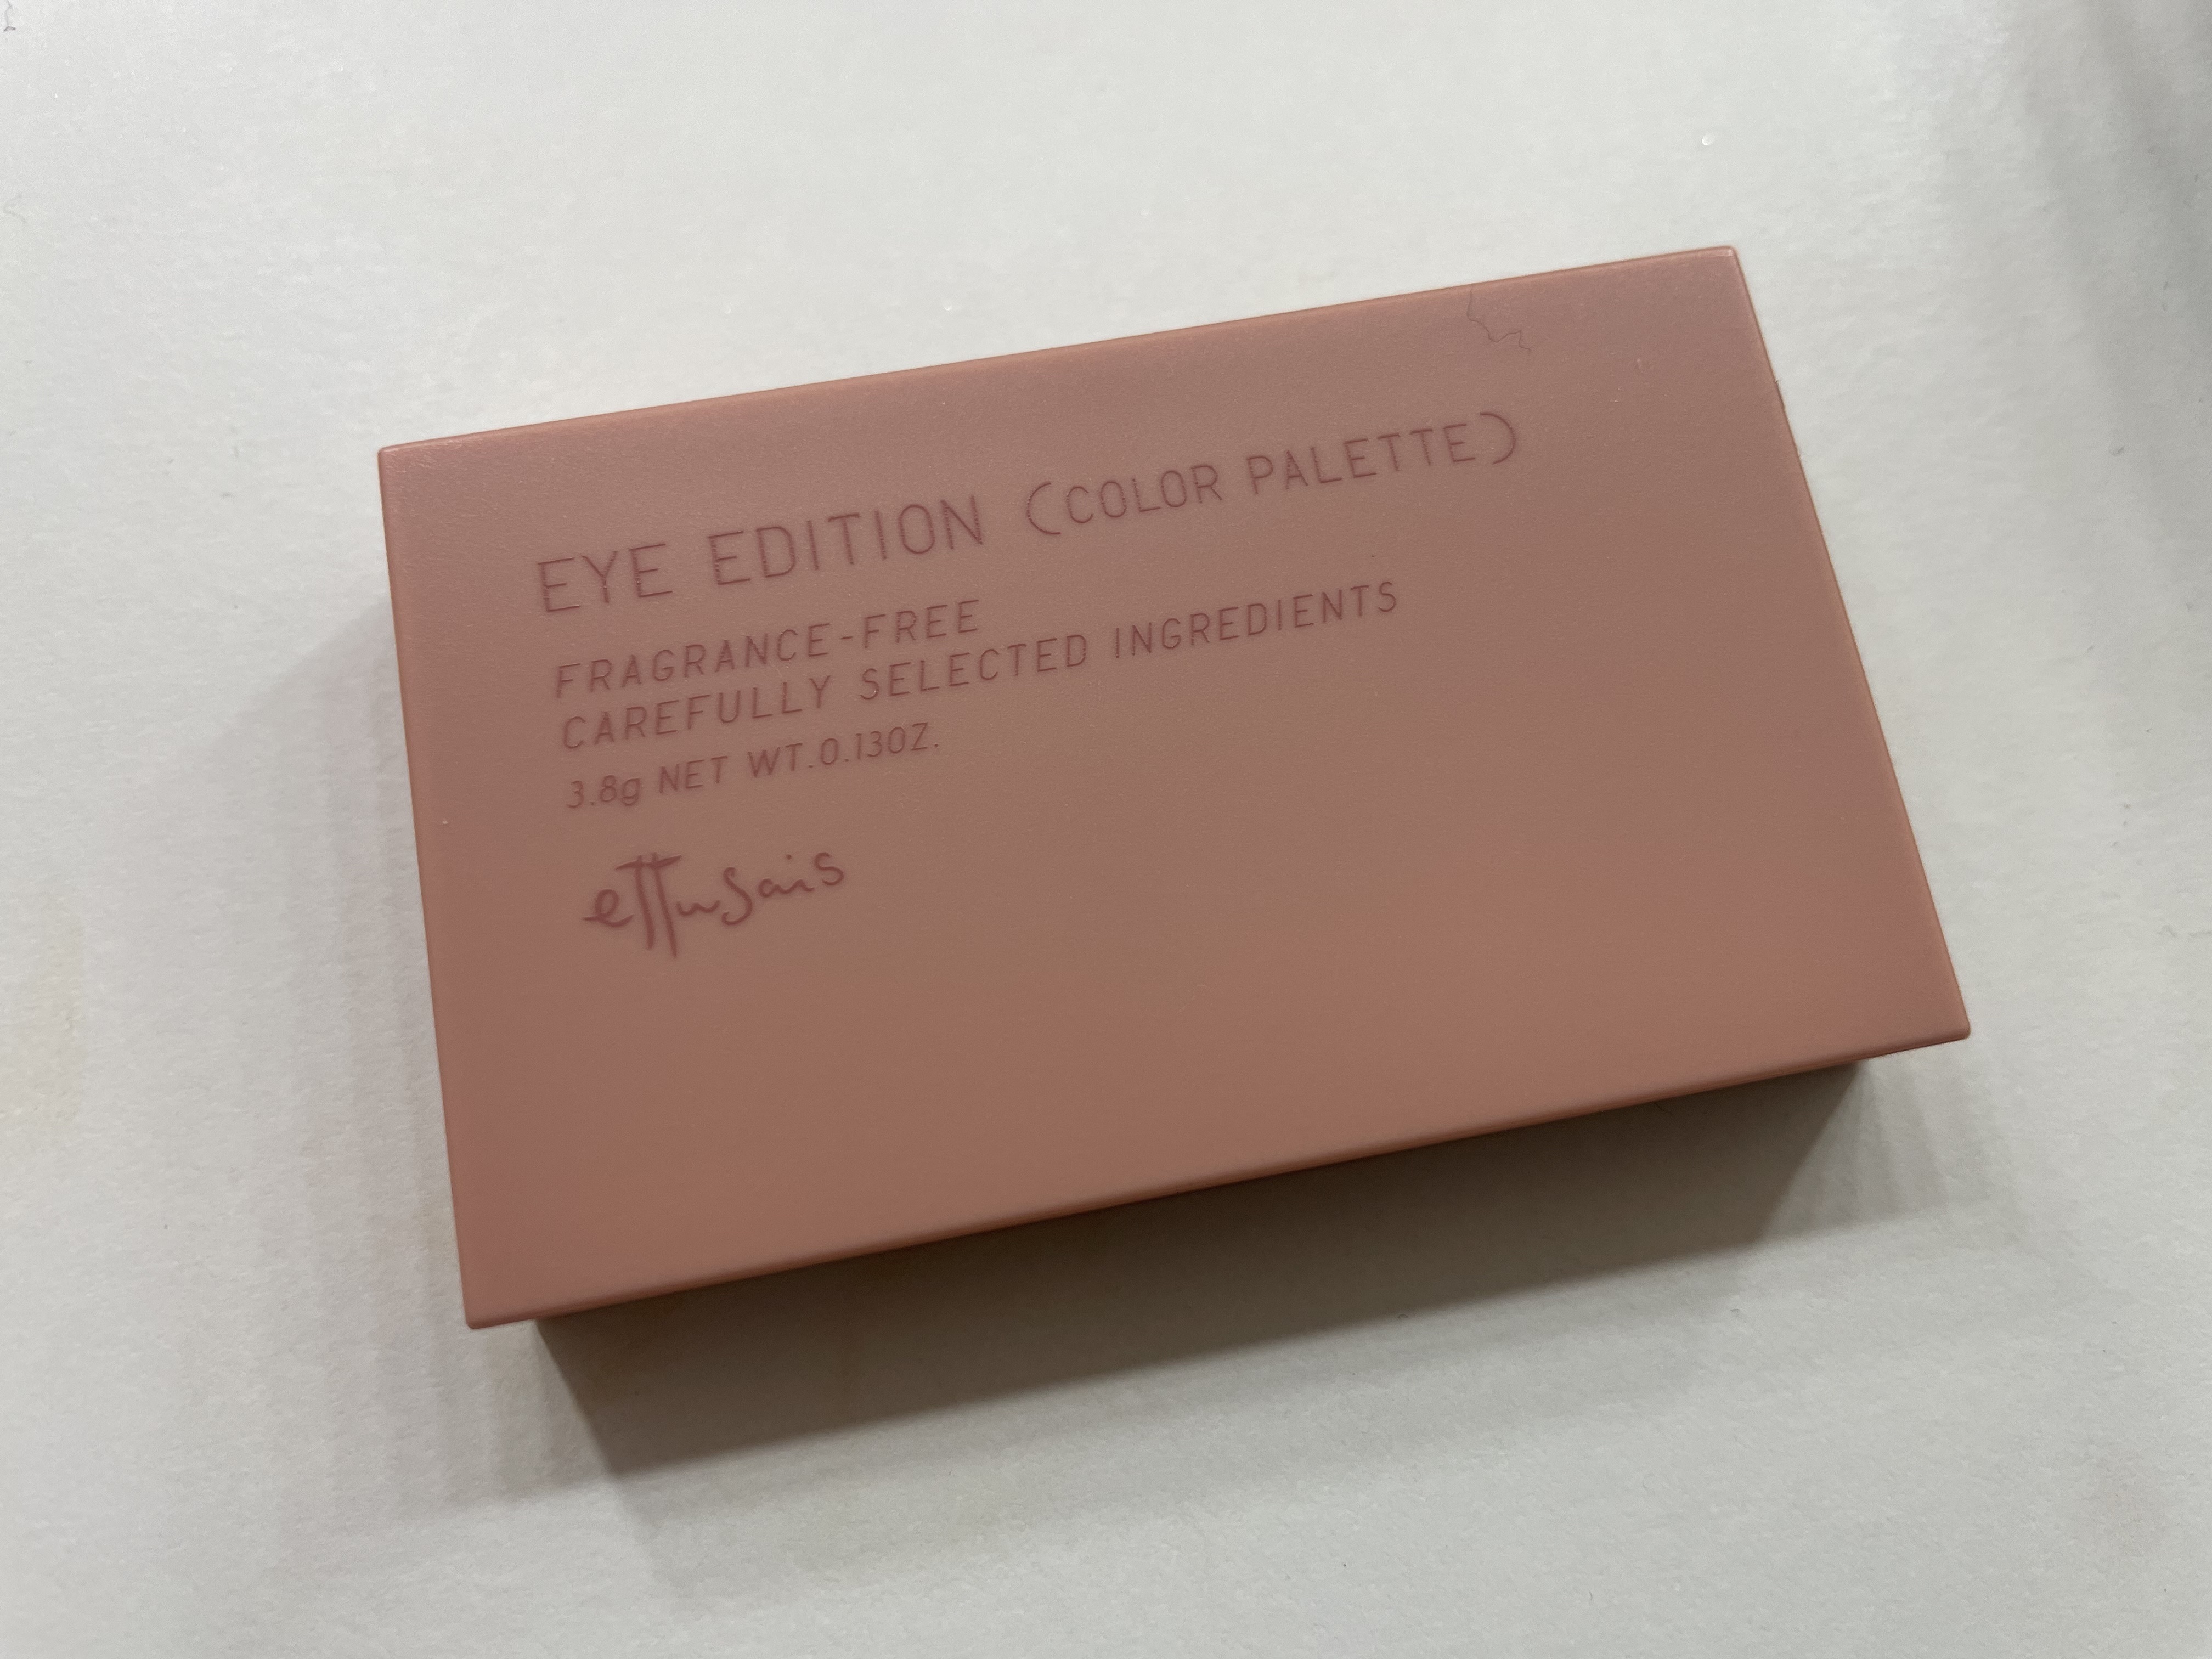 EYE EDITION (COLOR PALETTE)
FRAGRANCE-FREE
CAREFULLY SELECTED INGREDIENTS
3.8g NET WT.0.13OZ.
ettusais